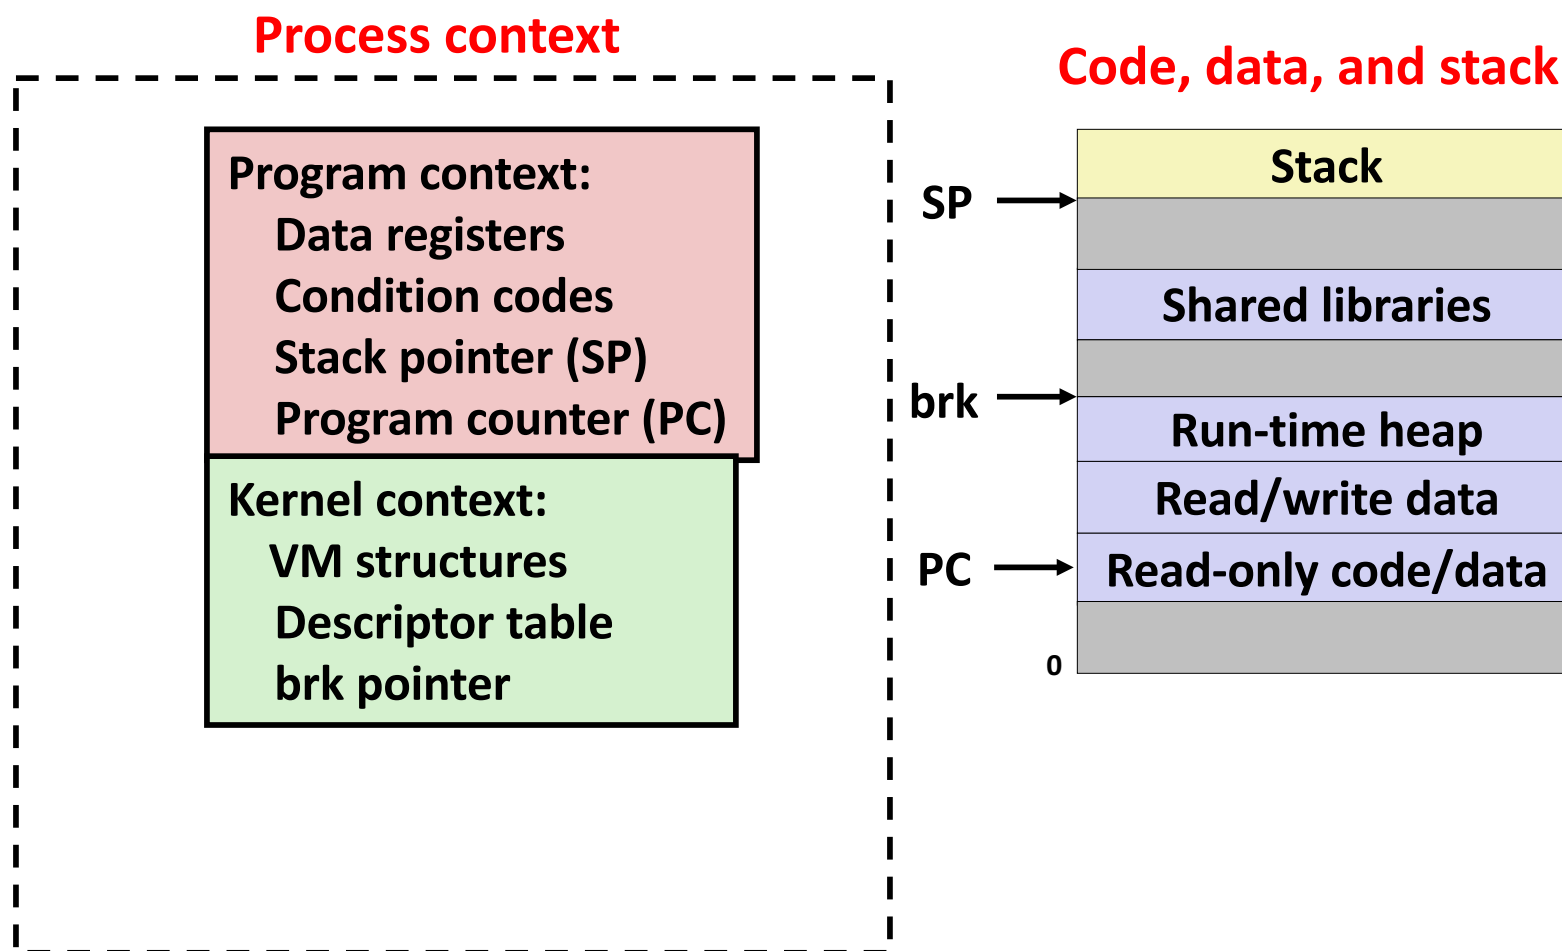 Process context
Program context:
Data registers
Condition codes
Stack pointer (SP)
Program counter (PC)
Kernel context:
VM structures
Descriptor table
brk pointer
Code, data, and stack
Stack
SP
Shared libraries
brk
Run-time heap
Read/write data
PC
Read-only code/data
0